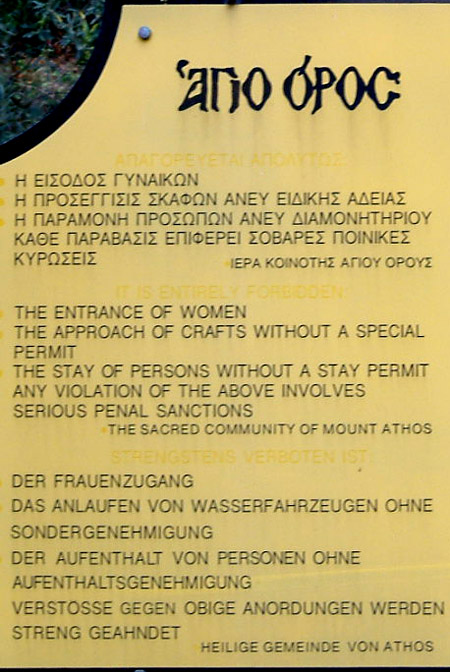 ἍΓΙΟ ὌΡΟC
ΑΠΑΓΟΡΕΥΕΤΑΙ ΑΠΟΛΥΤΩΣ:
Η ΕΙΣΟΔΟΣ ΓΥΝΑΙΚΩΝ
Η ΠΡΟΣΕΓΓΙΣΙΣ ΣΚΑΦΩΝ ΑΝΕΥ ΕΙΔΙΚΗΣ ΑΔΕΙΑΣ
Η ΠΑΡΑΜΟΝΗ ΠΡΟΣΩΠΩΝ ΑΝΕΥ ΔΙΑΜΟΝΗΤΗΡΙΟΥ
ΚΑΘΕ ΠΑΡΑΒΑΣΙΣ ΕΠΙΦΕΡΕΙ ΣΟΒΑΡΕΣ ΠΟΙΝΙΚΕΣ
ΚΥΡΩΣΕΙΣ
ΙΕΡΑ ΚΟΙΝΟΤΗΣ ΑΓΙΟΥ ΟΡΟΥΣ
IT IS ENTIRELY FORBIDDEN:
THE ENTRANCE OF WOMEN
THE APPROACH OF CRAFTS WITHOUT A SPECIAL
PERMIT
THE STAY OF PERSONS WITHOUT A STAY PERMIT
ANY VIOLATION OF THE ABOVE INVOLVES
SERIOUS PENAL SANCTIONS
THE SACRED COMMUNITY OF MOUNT ATHOS
STRENGSTENS VERBOTEN IST:
DER FRAUENZUGANG
DAS ANLAUFEN VON WASSERFAHRZEUGEN OHNE
SONDERGENEHMIGUNG
DER AUFENTHALT VON PERSONEN OHNE
AUFENTHALTSGENEHMIGUNG
VERSTOSSE GEGEN OBIGE ANORDUNGEN WERDEN
STRENG GEAHNDET
HEILIGE GEMEINDE VON ATHOS